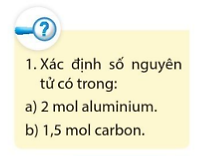 ?
1. Xác định số nguyên
tử có trong:
a) 2 mol aluminium.
b) 1,5 mol carbon.